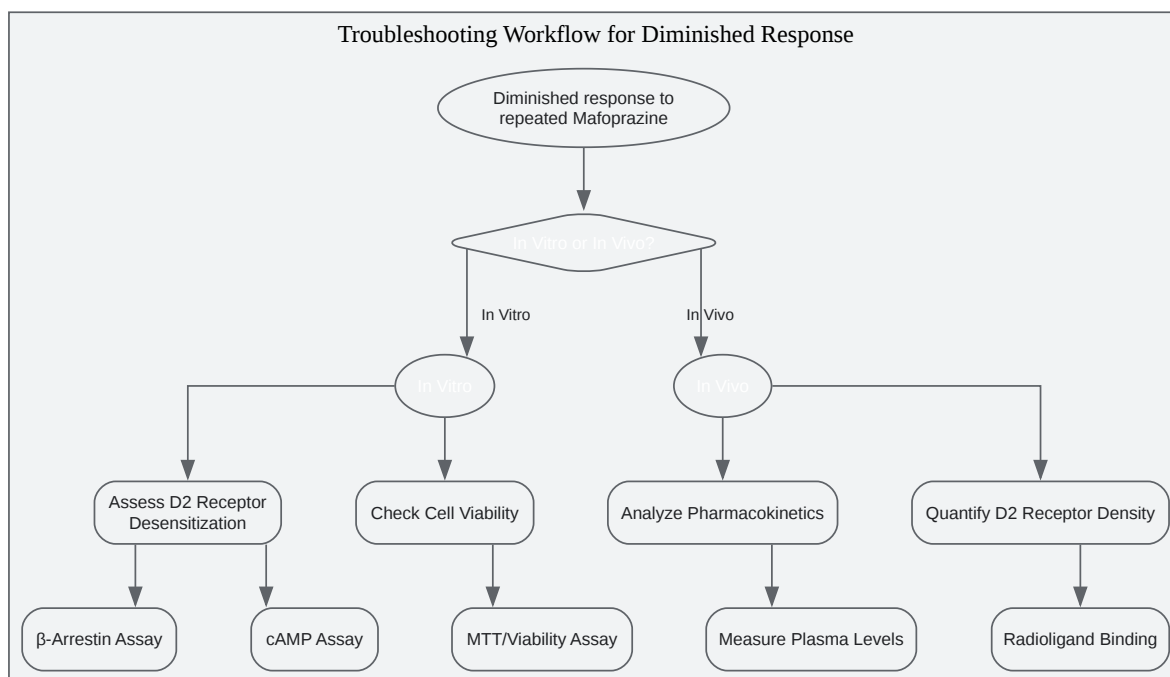 Troubleshooting Workflow for Diminished Response
Diminished response to
repeated Mafoprazine
In Vitro or In Vivo?
In Vitro
In Vivo
In Vitro
In Vivo
Assess D2 Receptor
Desensitization
Check Cell Viability
Analyze Pharmacokinetics
Quantify D2 Receptor Density
β-Arrestin Assay
cAMP Assay
MTT/Viability Assay
Measure Plasma Levels
Radioligand Binding